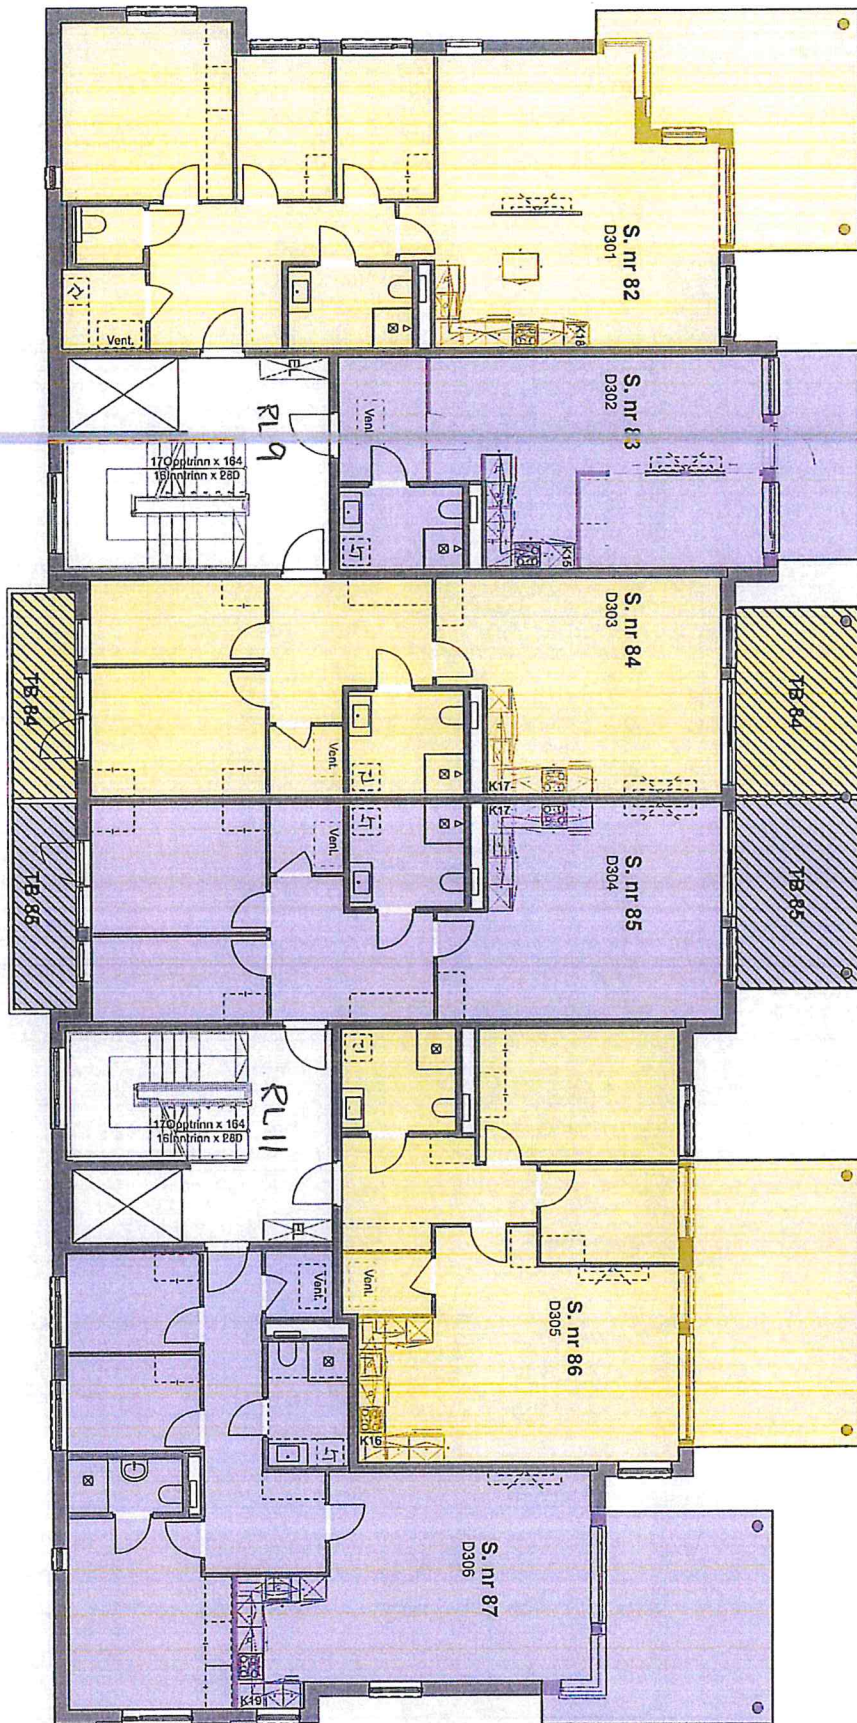 S. nr 82
D301
K18
Vent.
EL
S. nr 83
D302
Vent.
K15
RL9
17Opptrinn x 164
16Inntrinn x 280
S. nr 84
D303
TB 84
TB 84
Vent.
K17
K17
Vent.
S. nr 85
D304
TB 85
TB 85
RL11
17Opptrinn x 164
16Inntrinn x 280
EL
Vent.
Vent.
S. nr 86
D305
K16
S. nr 87
D306
K19